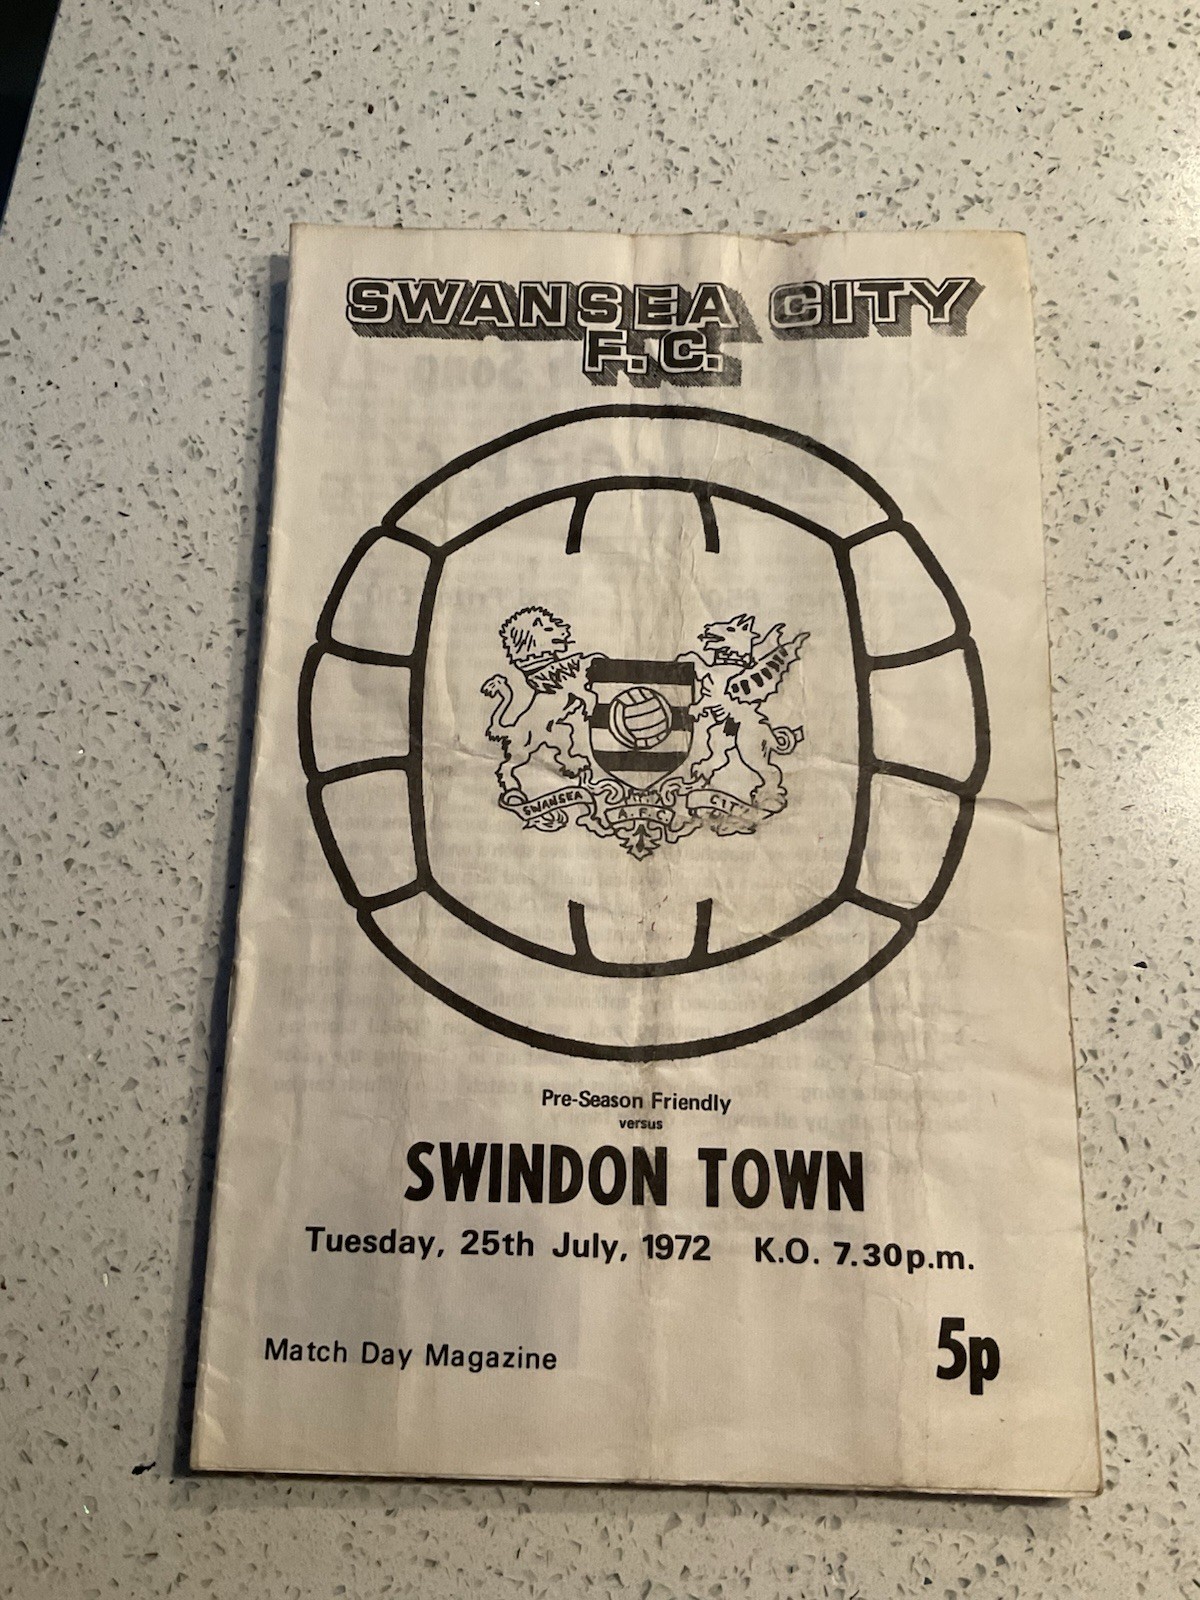 SWANSEA CITY
F.C.
SWANSEA
A.F.C.
CITY
Pre-Season Friendly
versus
SWINDON TOWN
Tuesday, 25th July, 1972 K.O. 7.30p.m.
Match Day Magazine
5p